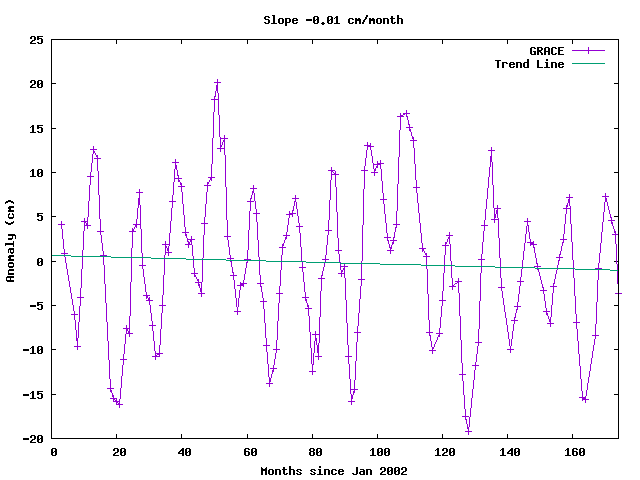 Slope -0.01 cm/month
GRACE
Trend Line
25
20
15
10
5
0
-5
-10
-15
-20
Anomaly (cm)
0 20 40 60 80 100 120 140 160
Months since Jan 2002